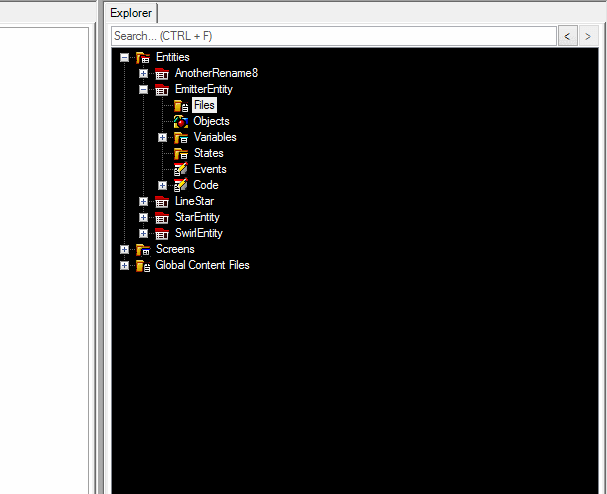 Explorer
Search... (CTRL + F)
<
>
Entities
AnotherRename8
EmitterEntity
Files
Objects
Variables
States
Events
Code
LineStar
StarEntity
SwirlEntity
Screens
Global Content Files